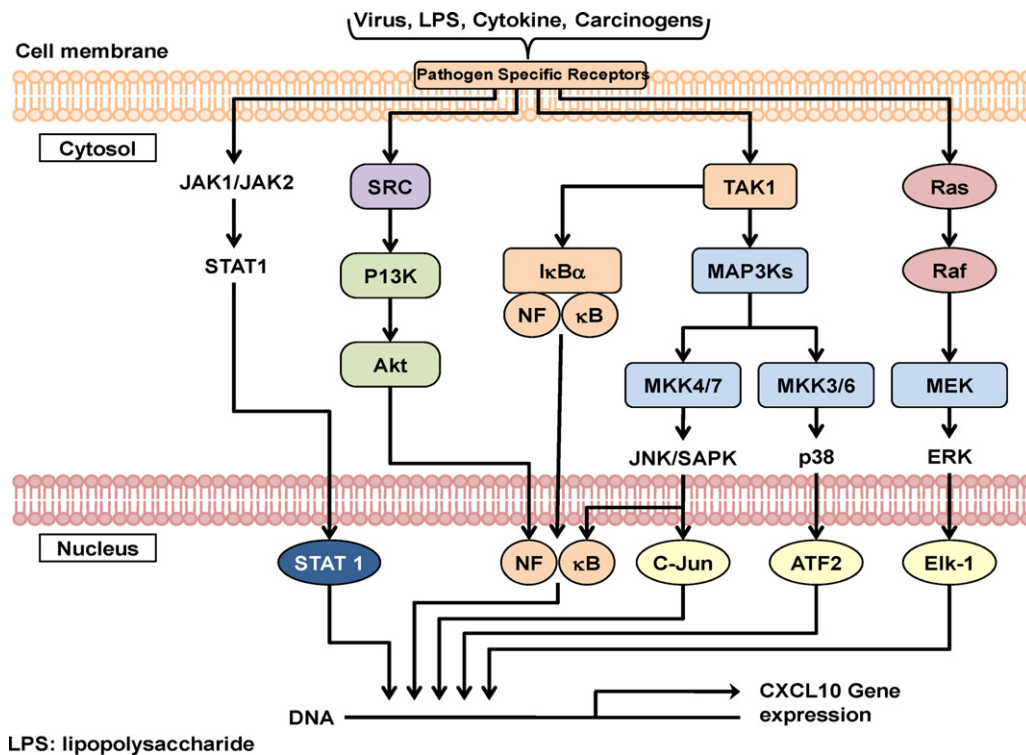 Virus, LPS, Cytokine, Carcinogens
Cell membrane
Pathogen Specific Receptors
Cytosol
JAK1/JAK2
SRC
TAK1
Ras
STAT1
P13K
IκBα
MAP3Ks
Raf
NF
κB
Akt
MKK4/7
MKK3/6
MEK
JNK/SAPK
p38
ERK
Nucleus
STAT 1
NF
κB
C-Jun
ATF2
Elk-1
CXCL10 Gene
expression
DNA
LPS: lipopolysaccharide